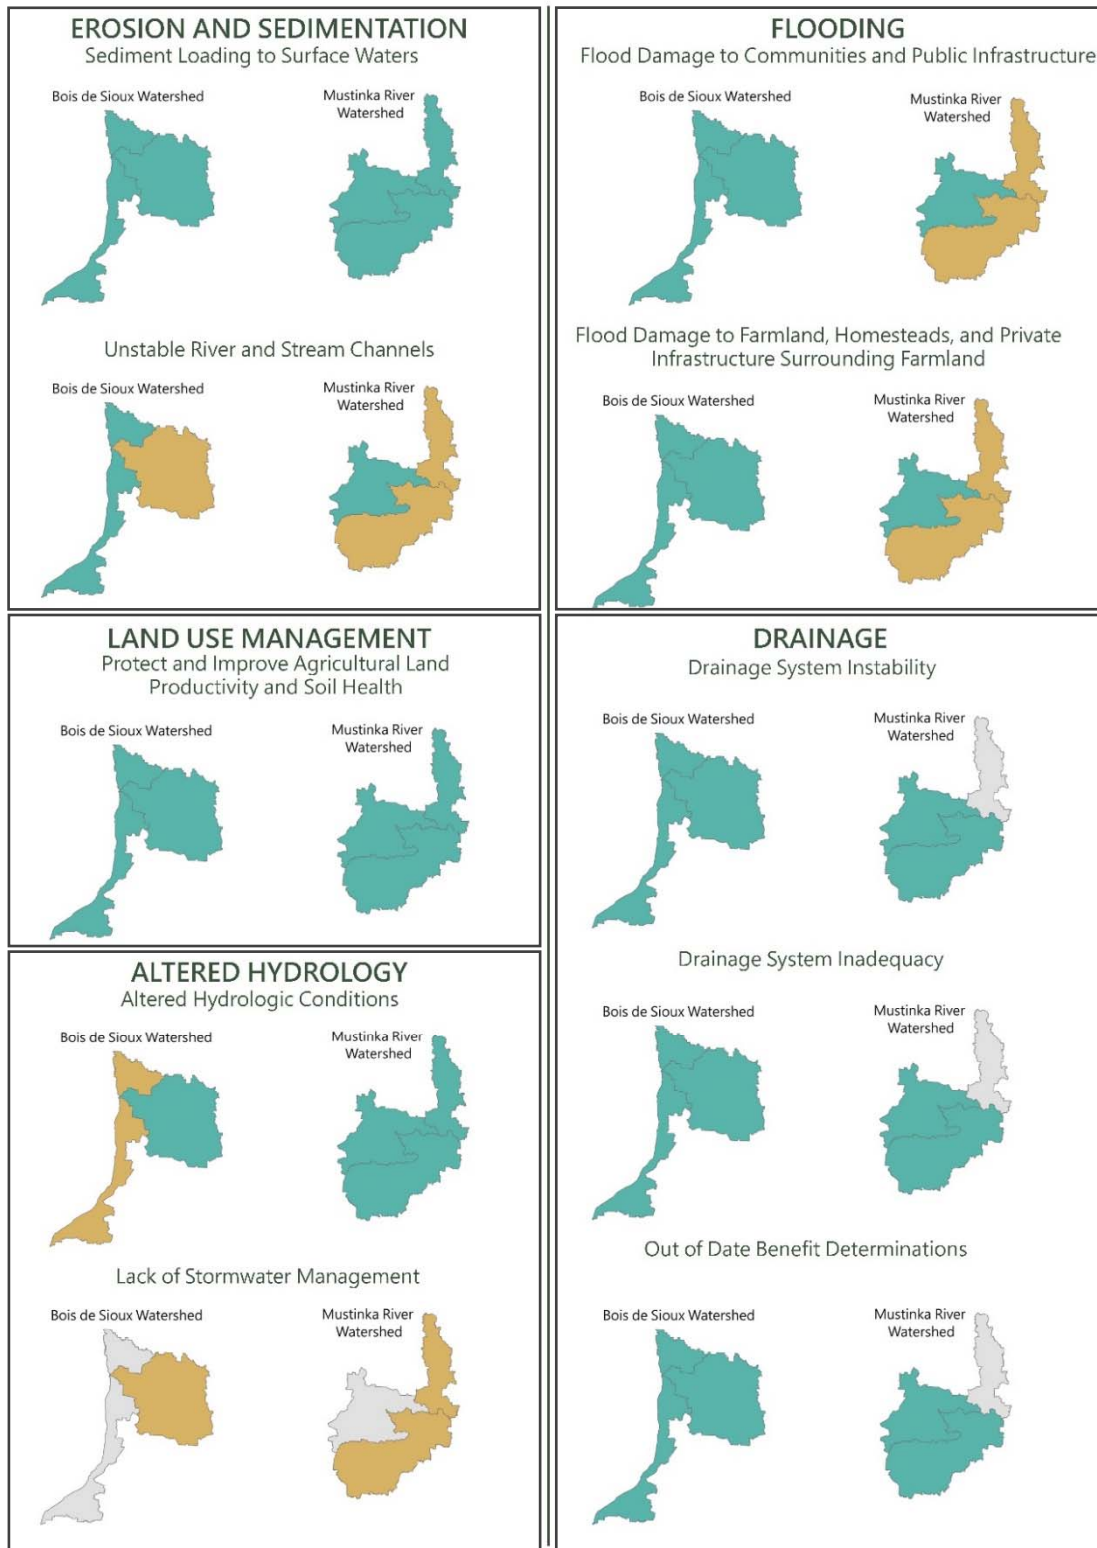 EROSION AND SEDIMENTATION
Sediment Loading to Surface Waters
Bois de Sioux Watershed
Mustinka River
Watershed
Unstable River and Stream Channels
Bois de Sioux Watershed
Mustinka River
Watershed
FLOODING
Flood Damage to Communities and Public Infrastructure
Bois de Sioux Watershed
Mustinka River
Watershed
Flood Damage to Farmland, Homesteads, and Private
Infrastructure Surrounding Farmland
Bois de Sioux Watershed
Mustinka River
Watershed
LAND USE MANAGEMENT
Protect and Improve Agricultural Land
Productivity and Soil Health
Bois de Sioux Watershed
Mustinka River
Watershed
ALTERED HYDROLOGY
Altered Hydrologic Conditions
Bois de Sioux Watershed
Mustinka River
Watershed
Lack of Stormwater Management
Bois de Sioux Watershed
Mustinka River
Watershed
DRAINAGE
Drainage System Instability
Bois de Sioux Watershed
Mustinka River
Watershed
Drainage System Inadequacy
Bois de Sioux Watershed
Mustinka River
Watershed
Out of Date Benefit Determinations
Bois de Sioux Watershed
Mustinka River
Watershed